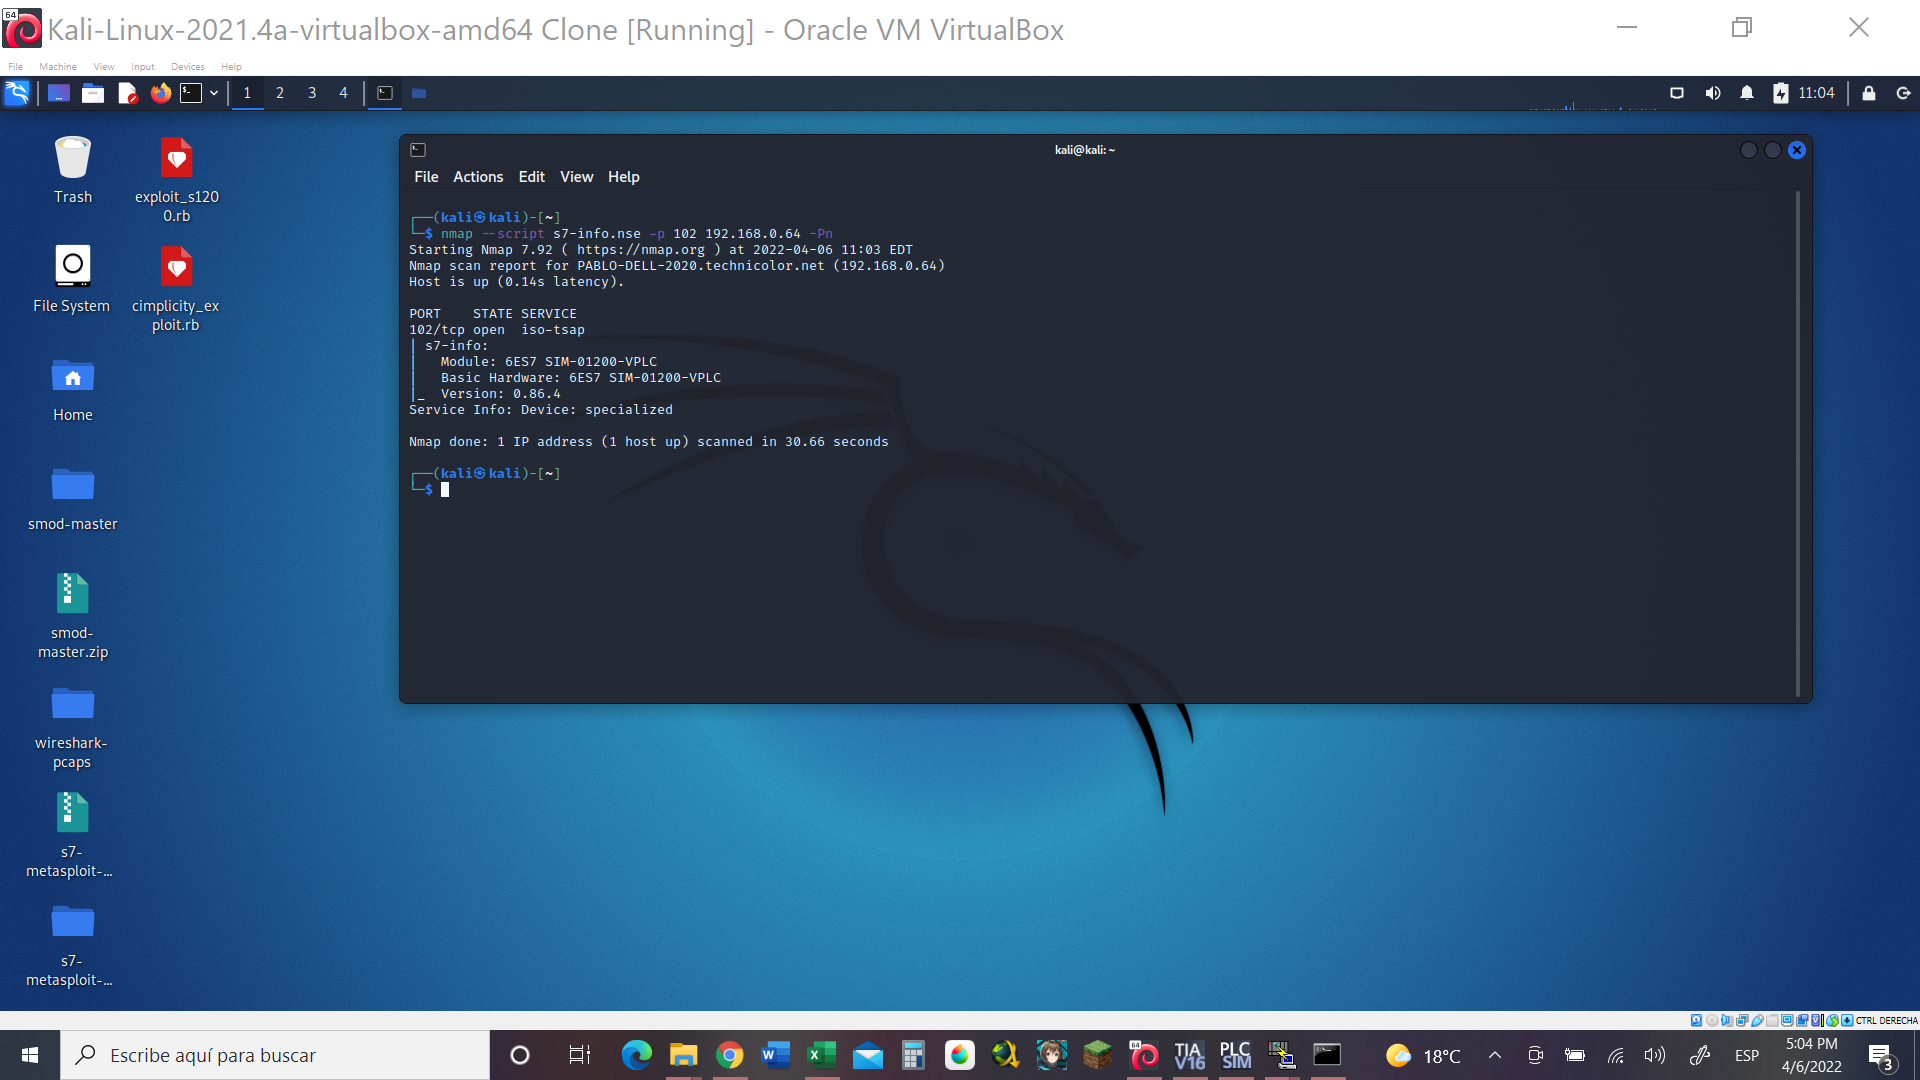 64
Kali-Linux-2021.4a-virtualbox-amd64 Clone [Running] - Oracle VM VirtualBox
File Machine View Input Devices Help
1 2 3 4
11:04
Trash
exploit_s120
0.rb
File System
cimplicity_ex
ploit.rb
Home
smod-master
smod-
master.zip
wireshark-
pcaps
s7-
metasploit-...
s7-
metasploit-...
kali@kali: ~
File Actions Edit View Help
┌──(kali㉿kali)-[~]
└─$ nmap --script s7-info.nse -p 102 192.168.0.64 -Pn
Starting Nmap 7.92 ( https://nmap.org ) at 2022-04-06 11:03 EDT
Nmap scan report for PABLO-DELL-2020.technicolor.net (192.168.0.64)
Host is up (0.14s latency).
PORT    STATE SERVICE
102/tcp open  iso-tsap
| s7-info:
|   Module: 6ES7 SIM-01200-VPLC
|   Basic Hardware: 6ES7 SIM-01200-VPLC
|_  Version: 0.86.4
Service Info: Device: specialized
Nmap done: 1 IP address (1 host up) scanned in 30.66 seconds
┌──(kali㉿kali)-[~]
└─$
CTRL DERECHA
Escribe aquí para buscar
64
TIA
V16
PLC
SIM
18°C
ESP
5:04 PM
4/6/2022
3